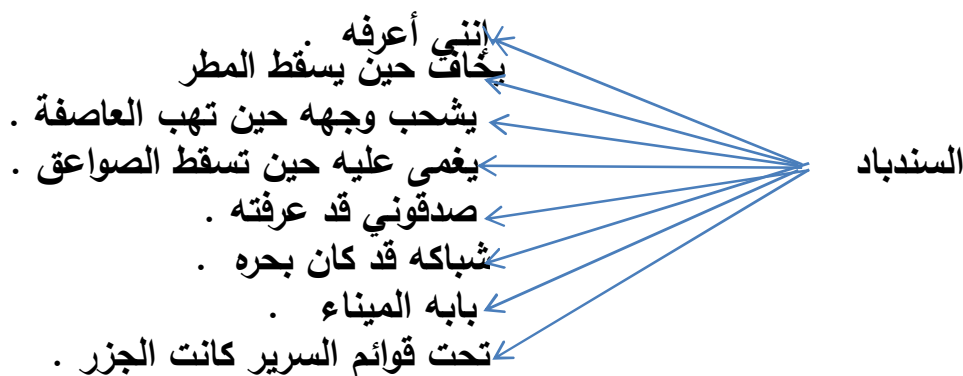 إنني أعرفه .
يخاف حين يسقط المطر
يشحب وجهه حين تهب العاصفة .
السندباد
يغمى عليه حين تسقط الصواعق .
صدقوني قد عرفته .
شباكه قد كان بحره .
بابه الميناء .
تحت قوائم السرير كانت الجزر .